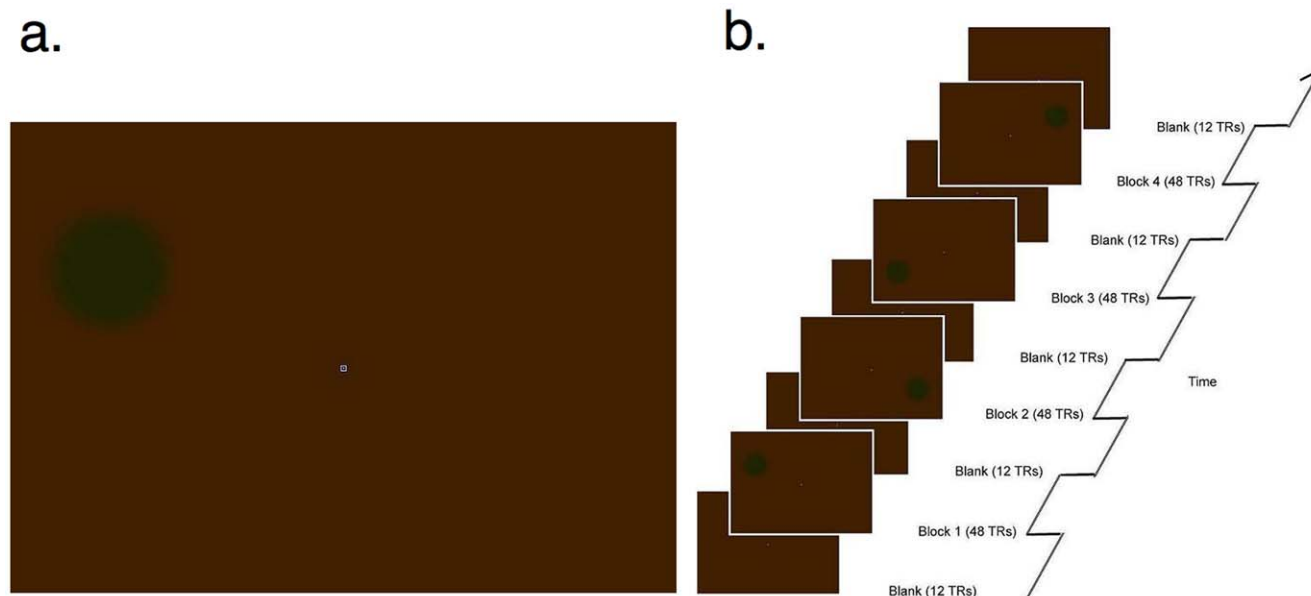 a.
b.
Blank (12 TRs)
Block 4 (48 TRs)
Blank (12 TRs)
Block 3 (48 TRs)
Blank (12 TRs)
Time
Block 2 (48 TRs)
Blank (12 TRs)
Block 1 (48 TRs)
Blank (12 TRs)